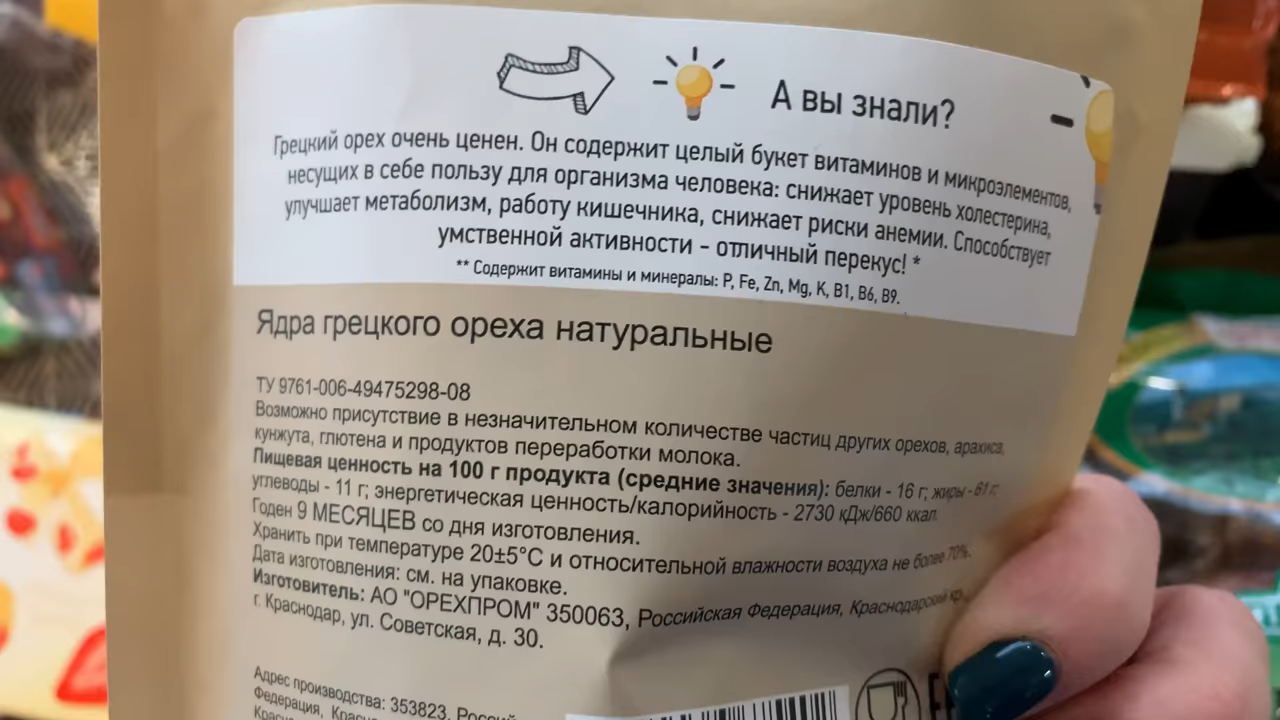 А вы знали?
Грецкий орех очень ценен. Он содержит целый букет витаминов и микроэлементов,
несущих в себе пользу для организма человека: снижает уровень холестерина,
улучшает метаболизм, работу кишечника, снижает риски анемии. Способствует
умственной активности - отличный перекус! *
** Содержит витамины и минералы: P, Fe, Zn, Mg, K, B1, B6, B9.
Ядра грецкого ореха натуральные
ТУ 9761-006-49475298-08
Возможно присутствие в незначительном количестве частиц других орехов, арахиса,
кунжута, глютена и продуктов переработки молока.
Пищевая ценность на 100 г продукта (средние значения): белки - 16 г; жиры - 61 г;
углеводы - 11 г; энергетическая ценность/калорийность - 2730 кДж/660 ккал.
Годен 9 МЕСЯЦЕВ со дня изготовления.
Хранить при температуре 20±5°С и относительной влажности воздуха не более 70%.
Дата изготовления: см. на упаковке.
Изготовитель: АО "ОРЕХПРОМ" 350063, Российская Федерация, Краснодарский кр.,
г. Краснодар, ул. Советская, д. 30.
Адрес производства: 353823,
Федерация,